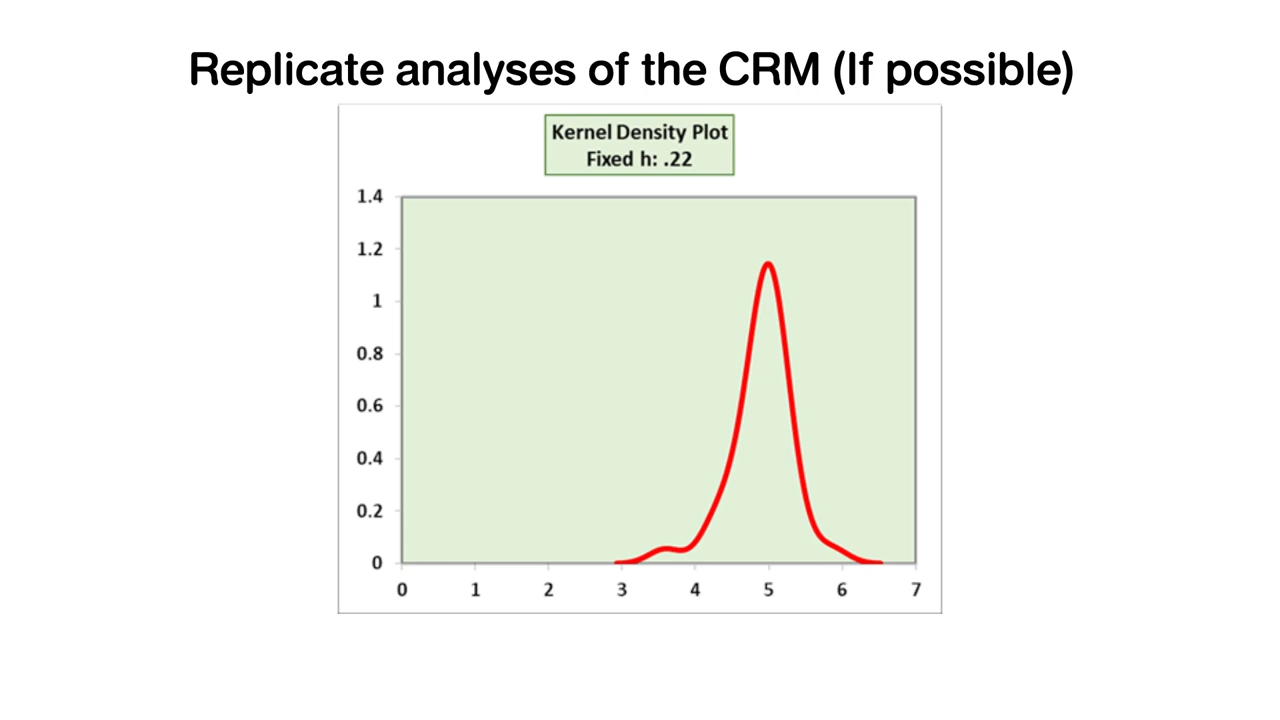 Replicate analyses of the CRM (If possible)
Kernel Density Plot
Fixed h: .22
1.4
1.2
1
0.8
0.6
0.4
0.2
0
0 1 2 3 4 5 6 7